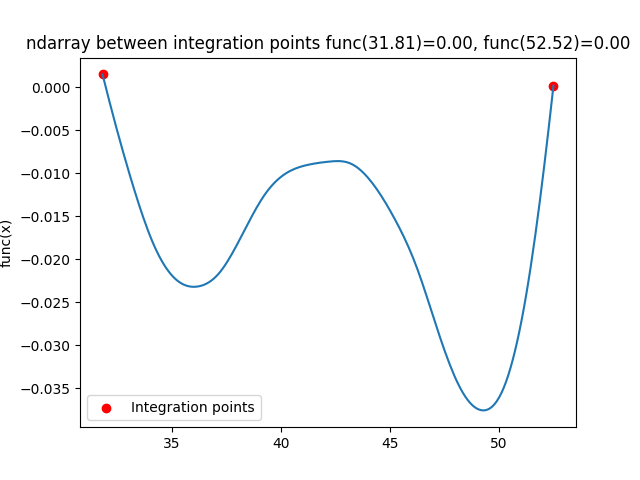 ndarray between integration points func(31.81)=0.00, func(52.52)=0.00
0.000
−0.005
−0.010
−0.015
−0.020
−0.025
−0.030
−0.035
func(x)
Integration points
35 40 45 50